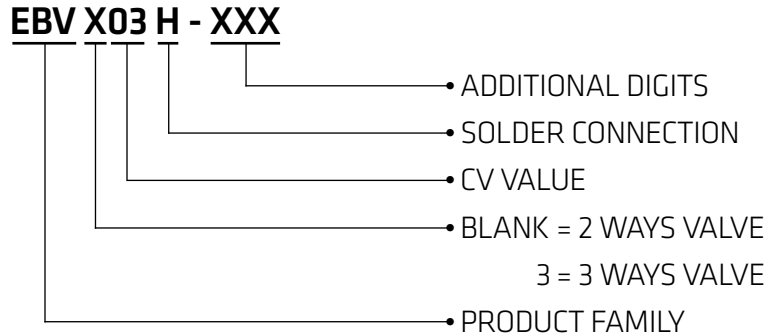 EBV X03 H - XXX
ADDITIONAL DIGITS
SOLDER CONNECTION
CV VALUE
BLANK = 2 WAYS VALVE
3 = 3 WAYS VALVE
PRODUCT FAMILY